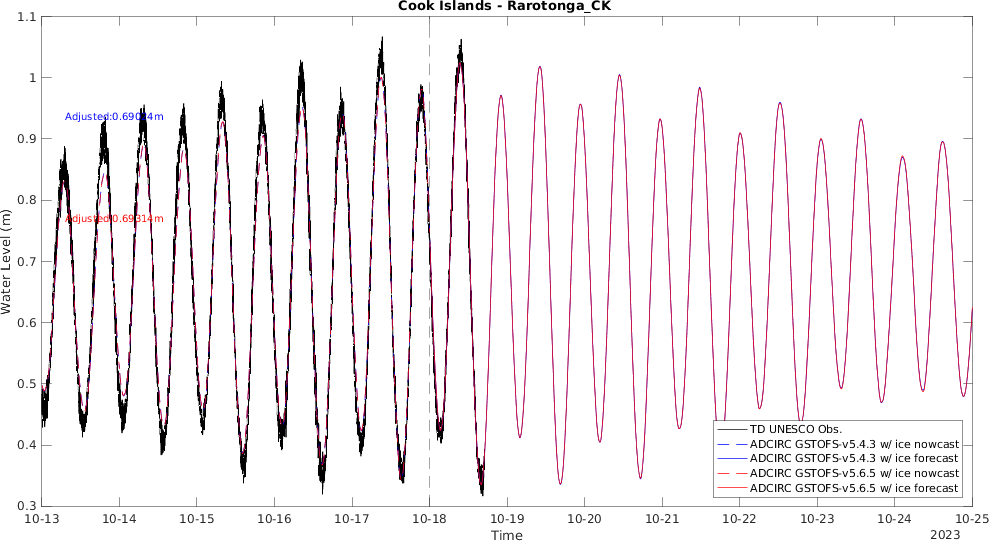 Cook Islands - Rarotonga_CK
1.1
1
0.9
0.8
0.7
0.6
0.5
0.4
0.3
Water Level (m)
Adjusted:0.69074m
Adjusted:0.69314m
TD UNESCO Obs.
ADCIRC GSTOFS-v5.4.3 w/ ice nowcast
ADCIRC GSTOFS-v5.4.3 w/ ice forecast
ADCIRC GSTOFS-v5.6.5 w/ ice nowcast
ADCIRC GSTOFS-v5.6.5 w/ ice forecast
10-13 10-14 10-15 10-16 10-17 10-18 10-19 10-20 10-21 10-22 10-23 10-24 10-25
Time
2023